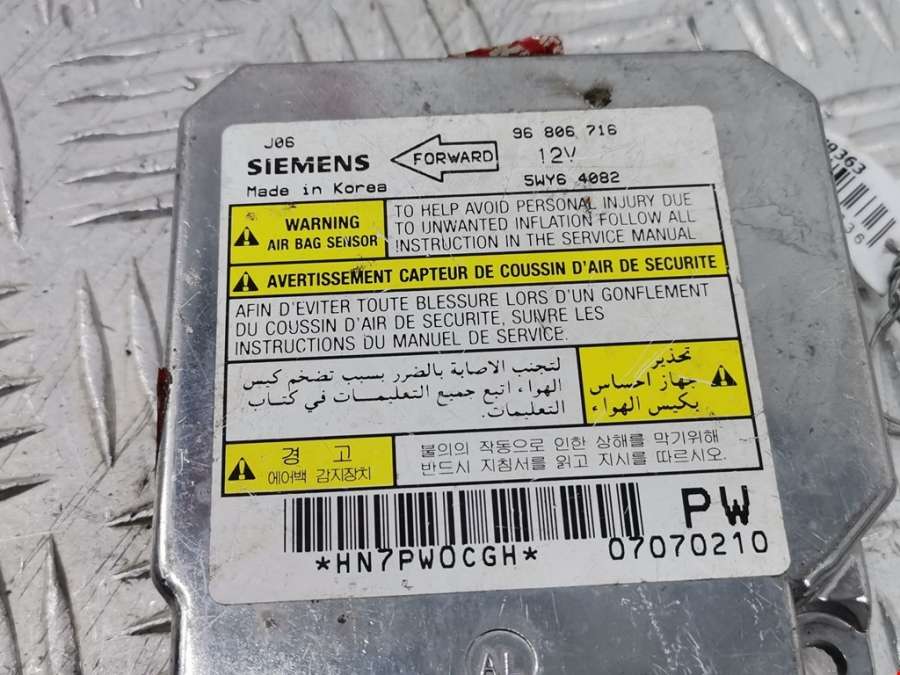 J06
SIEMENS
Made in Korea
FORWARD
96 806 716
12V
5WY6 4082
WARNING
AIR BAG SENSOR
TO HELP AVOID PERSONAL INJURY DUE
TO UNWANTED INFLATION FOLLOW ALL
INSTRUCTION IN THE SERVICE MANUAL
AVERTISSEMENT CAPTEUR DE COUSSIN D'AIR DE SECURITE
AFIN D'EVITER TOUTE BLESSURE LORS D'UN GONFLEMENT
DU COUSSIN D'AIR DE SECURITE, SUIVRE LES
INSTRUCTIONS DU MANUEL DE SERVICE.
تحذير
جهاز احساس
بكيس الهواء
لتجنب الاصابة بالضرر بسبب تضخم كيس
الهواء اتبع جميع التعليمات في كتاب
التعليمات.
경 고
에어백 감지장치
불의의 작동으로 인한 상해를 막기위해
반드시 지침서를 읽고 지시를 따르시오.
PW
*HN7PW0CGH*
07070210
9363
36
AL